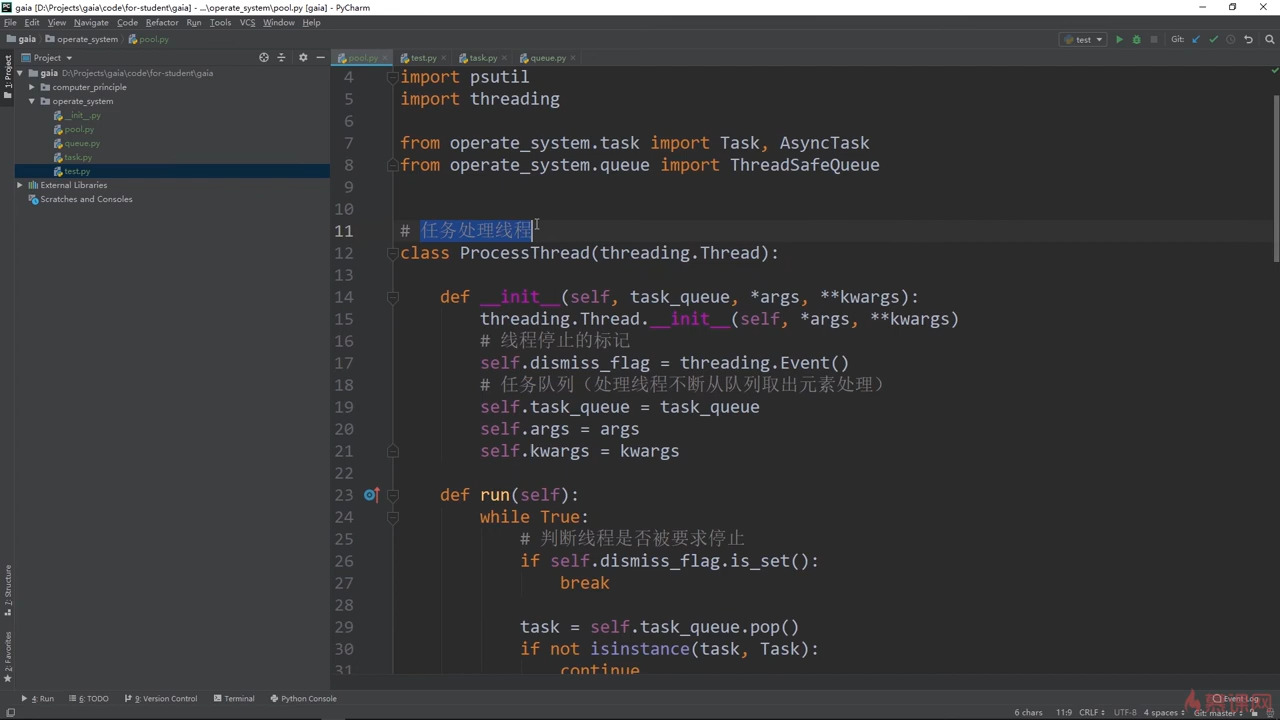 gaia [D:\Projects\gaia\code\for-student\gaia] - ...\operate_system\pool.py [gaia] - PyCharm
File Edit View Navigate Code Refactor Run Tools VCS Window Help
gaia operate_system pool.py
test
Git:
Project
pool.py test.py task.py queue.py
1: Project
gaia D:\Projects\gaia\code\for-student\gaia
computer_principle
operate_system
__init__.py
pool.py
queue.py
task.py
test.py
External Libraries
Scratches and Consoles
4 import psutil
5 import threading
6
7 from operate_system.task import Task, AsyncTask
8 from operate_system.queue import ThreadSafeQueue
9
10
11 # 任务处理线程
12 class ProcessThread(threading.Thread):
13
14 def __init__(self, task_queue, *args, **kwargs):
15 threading.Thread.__init__(self, *args, **kwargs)
16 # 线程停止的标记
17 self.dismiss_flag = threading.Event()
18 # 任务队列（处理线程不断从队列取出元素处理）
19 self.task_queue = task_queue
20 self.args = args
21 self.kwargs = kwargs
22
23 def run(self):
24 while True:
25 # 判断线程是否被要求停止
26 if self.dismiss_flag.is_set():
27 break
28
29 task = self.task_queue.pop()
30 if not isinstance(task, Task):
31 continue
7: Structure
2: Favorites
4: Run 6: TODO 9: Version Control Terminal Python Console
Event Log
慕课网
6 chars 11:9 CRLF UTF-8 4 spaces Git: master